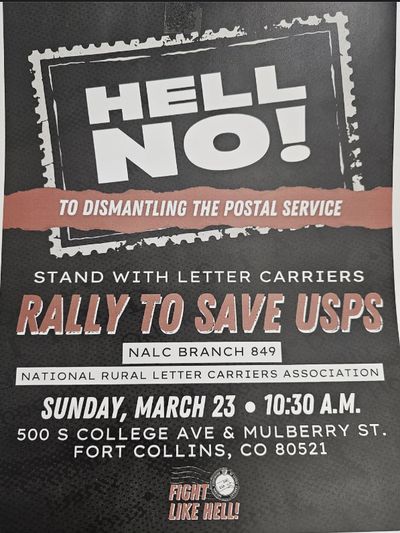 HELL
NO!
TO DISMANTLING THE POSTAL SERVICE
STAND WITH LETTER CARRIERS
RALLY TO SAVE USPS
NALC BRANCH 849
NATIONAL RURAL LETTER CARRIERS ASSOCIATION
SUNDAY, MARCH 23 • 10:30 A.M.
500 S COLLEGE AVE & MULBERRY ST.
FORT COLLINS, CO 80521
FIGHT
LIKE HELL!